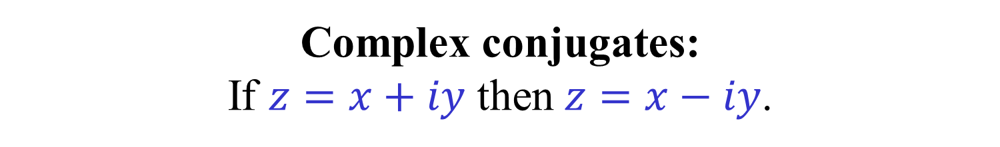 Complex conjugates:
If z = x + iy then z = x − iy.